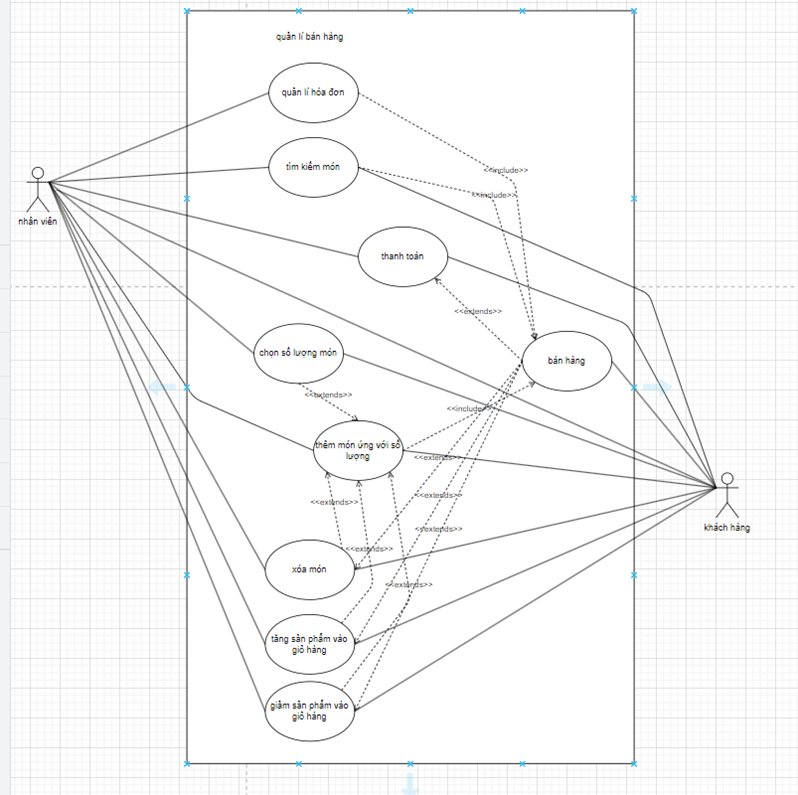 quản lí bán hàng
quản lí hóa đơn
tìm kiếm món
<<include>>
<<include>>
nhân viên
thanh toán
<<extends>>
chọn số lượng món
bán hàng
<<extends>>
<<include>>
thêm món ứng với số
lượng
<<extends>>
<<extends>>
<<extends>>
<<extends>>
khách hàng
<<extends>>
xóa món
<<extends>>
tăng sản phẩm vào
giỏ hàng
giảm sản phẩm vào
giỏ hàng